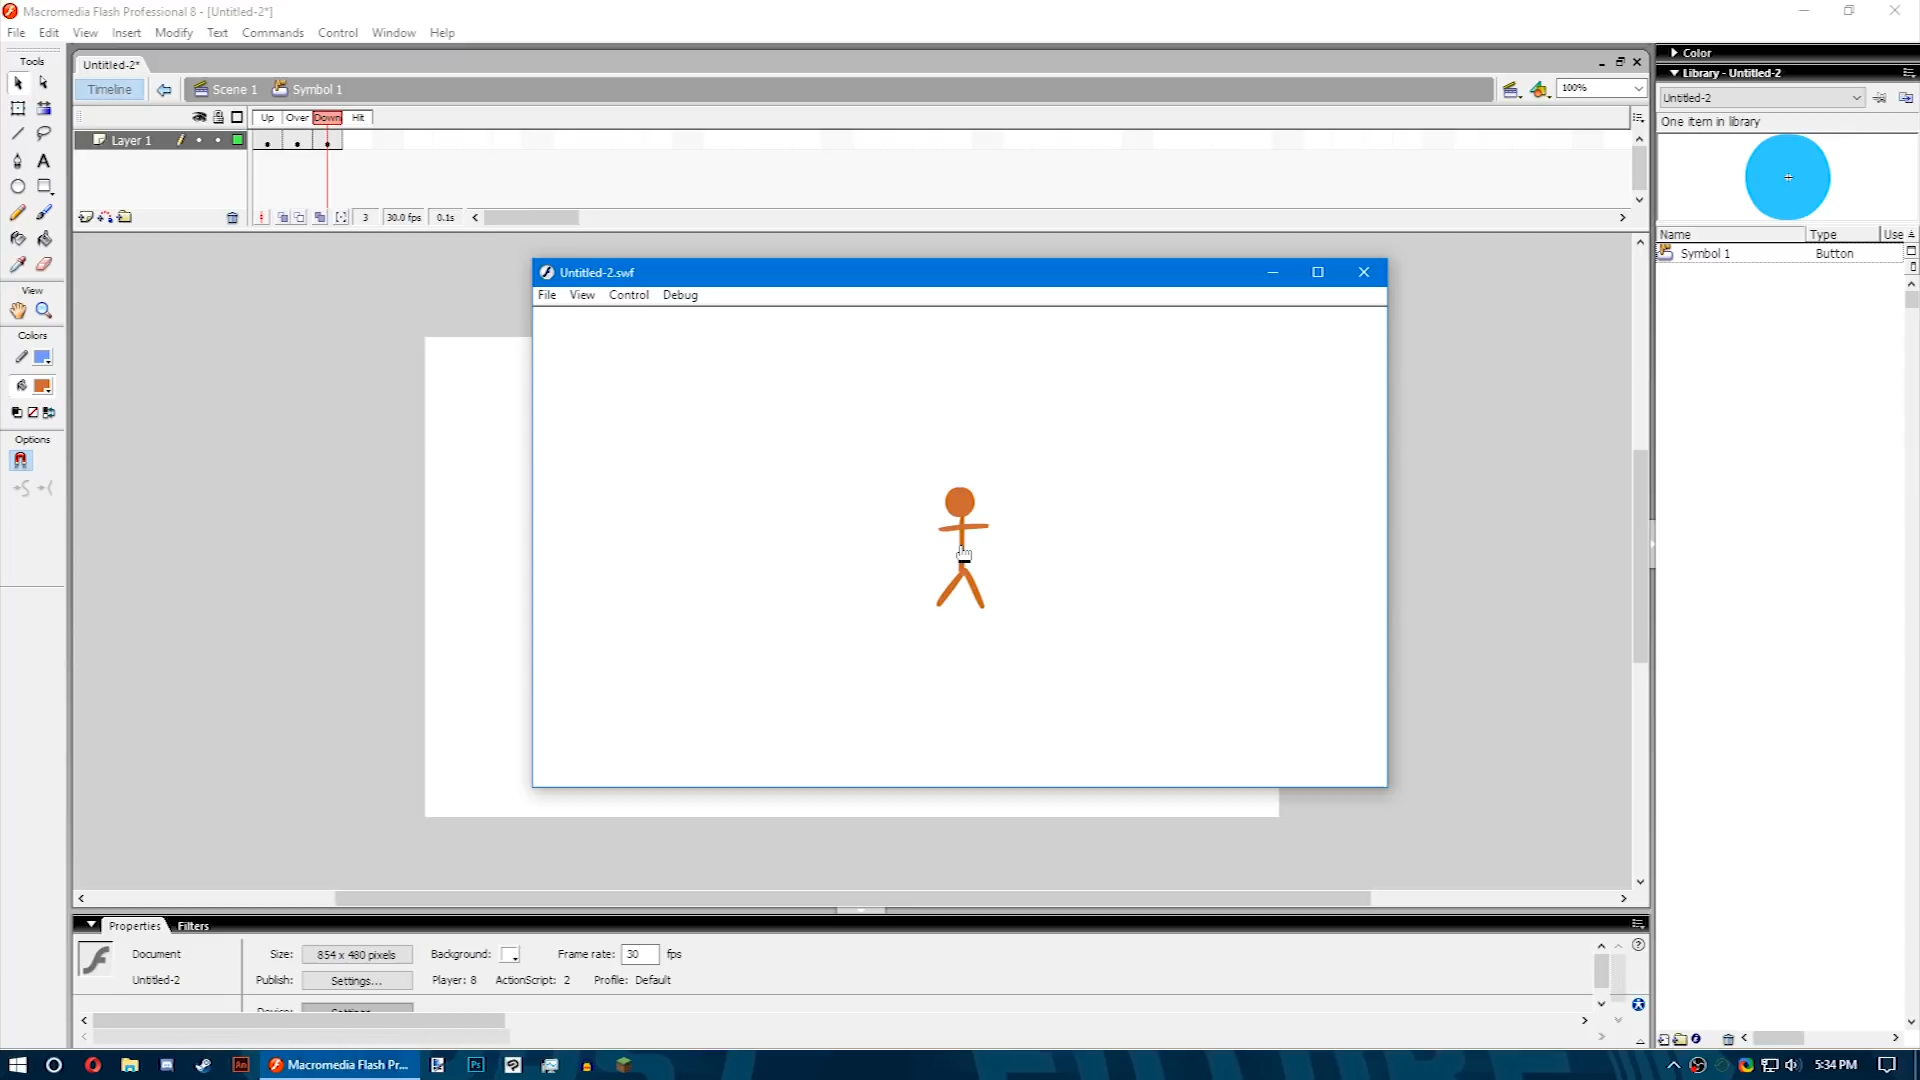 Macromedia Flash Professional 8 - [Untitled-2*]
File Edit View Insert Modify Text Commands Control Window Help
Tools
Untitled-2*
Timeline Scene 1 Symbol 1 100%
Up Over Down Hit
Layer 1
3 30.0 fps 0.1s
View
Colors
Options
Untitled-2.swf
File View Control Debug
Color
Library - Untitled-2
Untitled-2
One item in library
Name Type Use
Symbol 1 Button
Properties Filters
Document Size: 854 x 480 pixels Background: Frame rate: 30 fps
Untitled-2 Publish: Settings... Player: 8 ActionScript: 2 Profile: Default
An Macromedia Flash Pr... Ps 5:34 PM